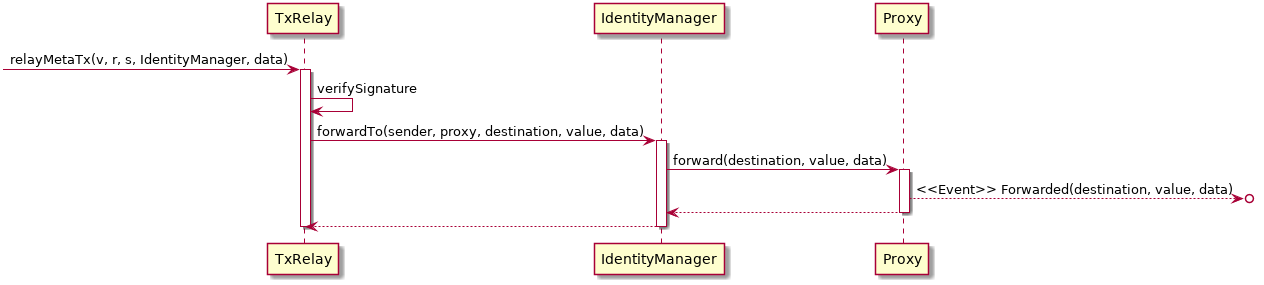 TxRelay
IdentityManager
Proxy
relayMetaTx(v, r, s, IdentityManager, data)
verifySignature
forwardTo(sender, proxy, destination, value, data)
forward(destination, value, data)
<<Event>> Forwarded(destination, value, data)
TxRelay
IdentityManager
Proxy